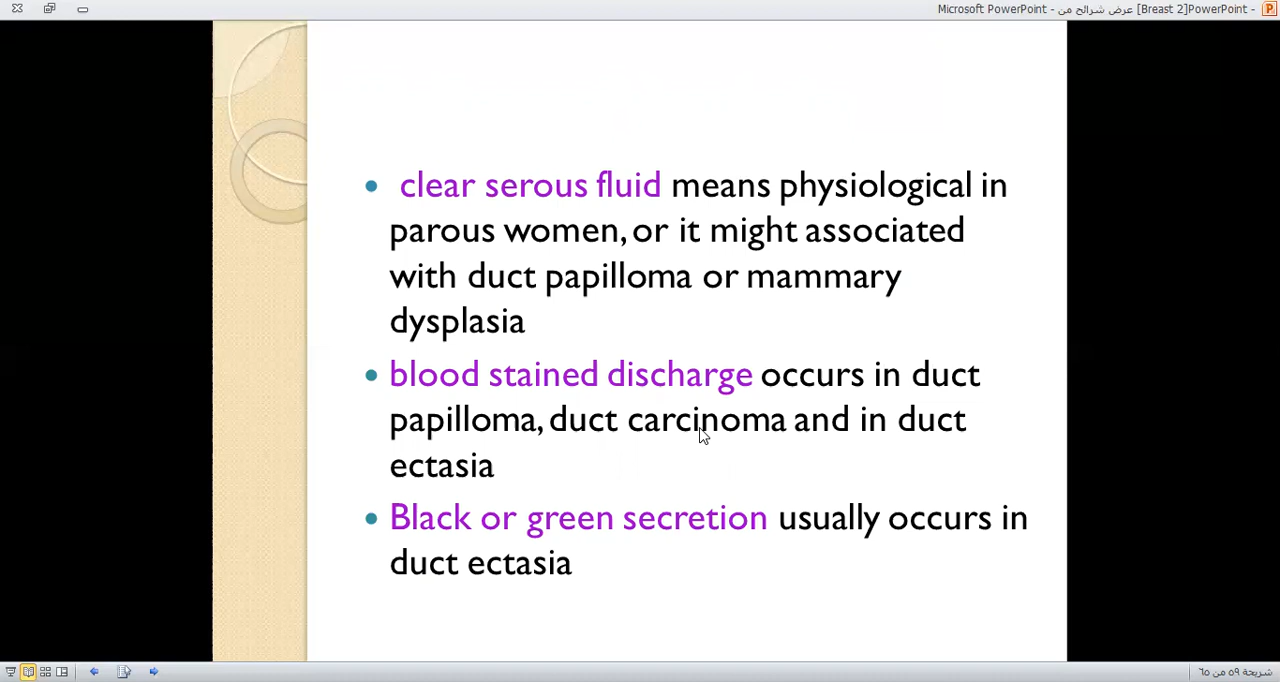 Microsoft PowerPoint - عرض شرائح من PowerPoint - [Breast 2]
clear serous fluid means physiological in
parous women, or it might associated
with duct papilloma or mammary
dysplasia
blood stained discharge occurs in duct
papilloma, duct carcinoma and in duct
ectasia
Black or green secretion usually occurs in
duct ectasia
شريحة ٥٩ من ٦٥